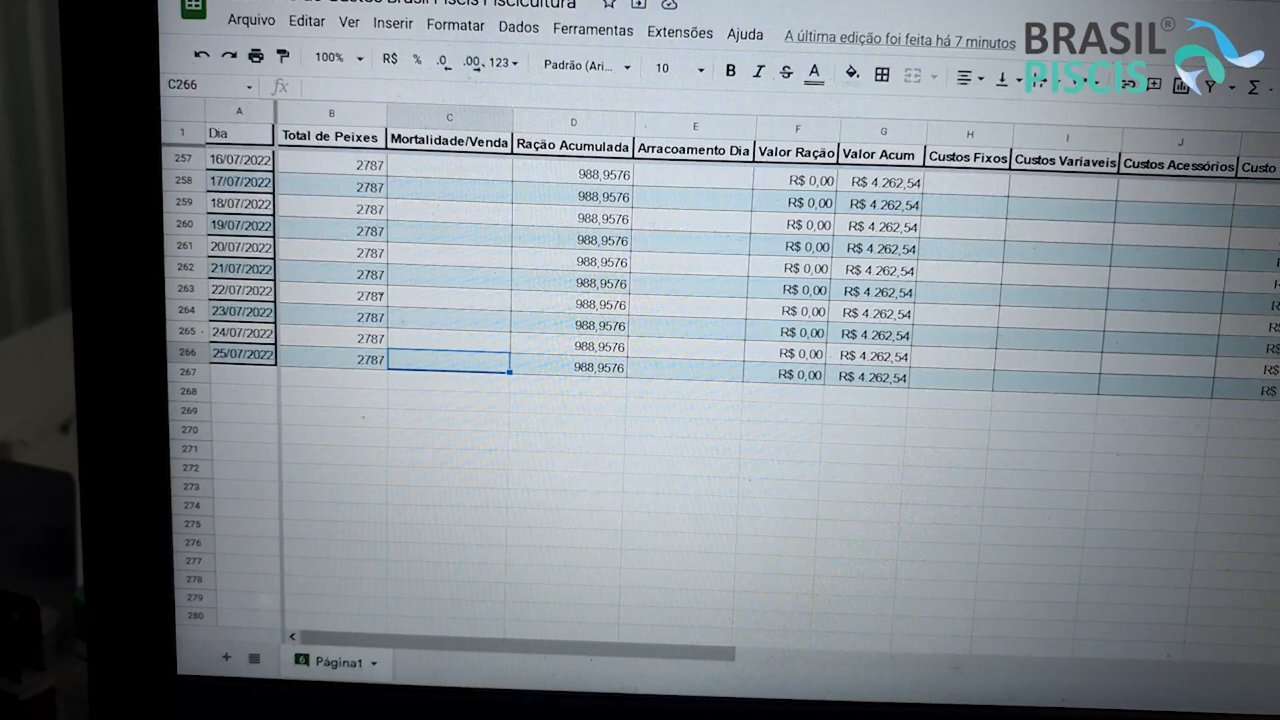 Custos Brasil Piscis Piscicultura
Arquivo Editar Ver Inserir Formatar Dados Ferramentas Extensões Ajuda A última edição foi feita há 7 minutos
BRASIL®
PISCIS
100% R$ % .0 .00 123 Padrão (Ari... 10 B I S A Σ
C266 fx
A B C D E F G H I J
1 Dia Total de Peixes Mortalidade/Venda Ração Acumulada Arracoamento Dia Valor Ração Valor Acum Custos Fixos Custos Variaveis Custos Acessórios Custo
257 16/07/2022 2787 988,9576 R$ 0,00 R$ 4.262,54
258 17/07/2022 2787 988,9576 R$ 0,00 R$ 4.262,54
259 18/07/2022 2787 988,9576 R$ 0,00 R$ 4.262,54
260 19/07/2022 2787 988,9576 R$ 0,00 R$ 4.262,54
261 20/07/2022 2787 988,9576 R$ 0,00 R$ 4.262,54
262 21/07/2022 2787 988,9576 R$ 0,00 R$ 4.262,54
263 22/07/2022 2787 988,9576 R$ 0,00 R$ 4.262,54
264 23/07/2022 2787 988,9576 R$ 0,00 R$ 4.262,54
265 24/07/2022 2787 988,9576 R$ 0,00 R$ 4.262,54 R$
266 25/07/2022 2787 988,9576 R$ 0,00 R$ 4.262,54 R$
267
268
269
270
271
272
273
274
275
276
277
278
279
280
Página1